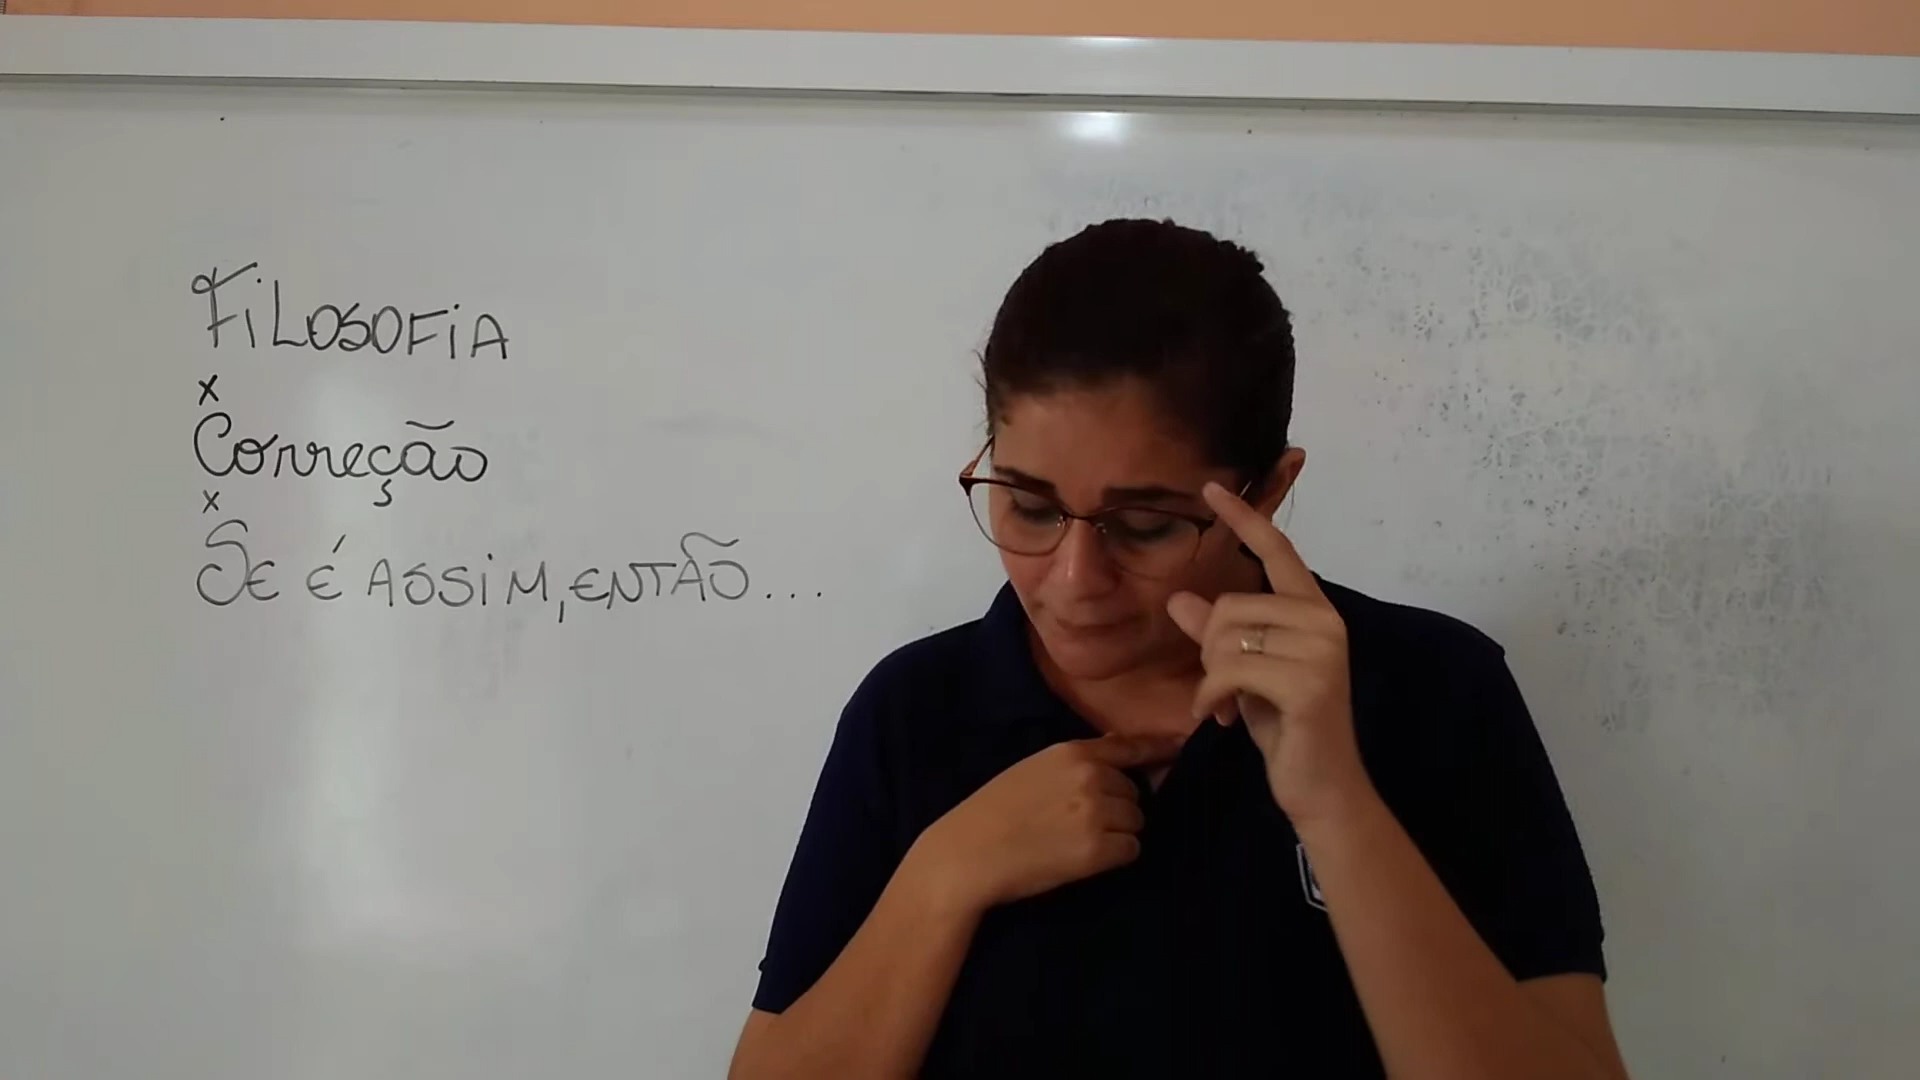 FiLOSOFiA
x
Correção
x
SE É ASSiM, ENTÃO...